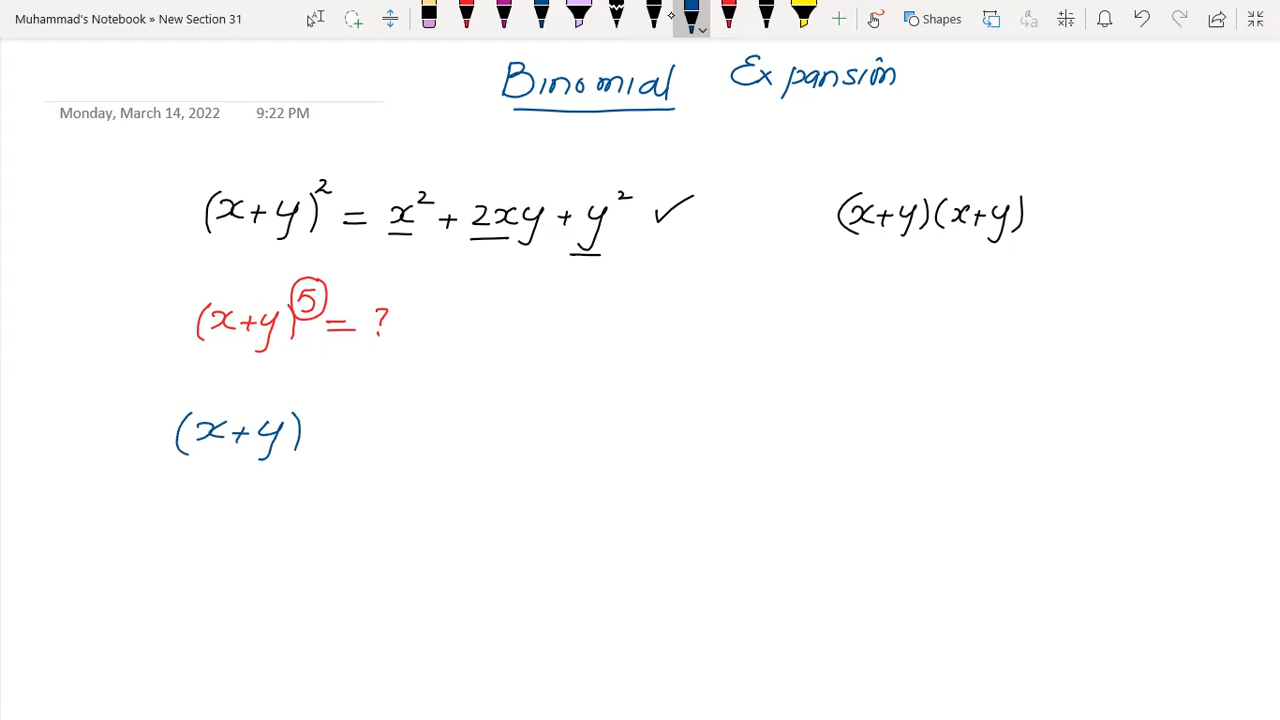 Muhammad's Notebook » New Section 31
Shapes
Binomial Expansion
Monday, March 14, 2022 9:22 PM
(x+y)² = x² + 2xy + y² ✓ (x+y)(x+y)
(x+y)⁵ = ?
(x+y)